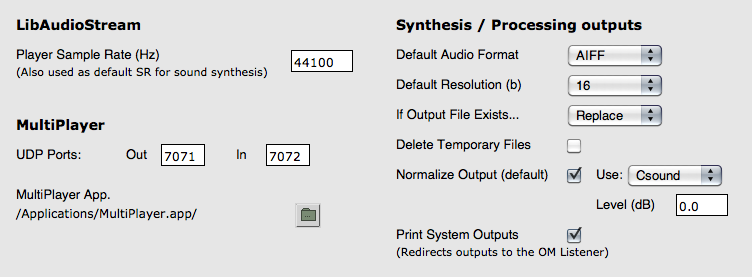 LibAudioStream
Player Sample Rate (Hz) 44100
(Also used as default SR for sound synthesis)
MultiPlayer
UDP Ports: Out 7071 In 7072
MultiPlayer App.
/Applications/MultiPlayer.app/
Synthesis / Processing outputs
Default Audio Format AIFF
Default Resolution (b) 16
If Output File Exists... Replace
Delete Temporary Files
Normalize Output (default) Use: Csound
Level (dB) 0.0
Print System Outputs
(Redirects outputs to the OM Listener)